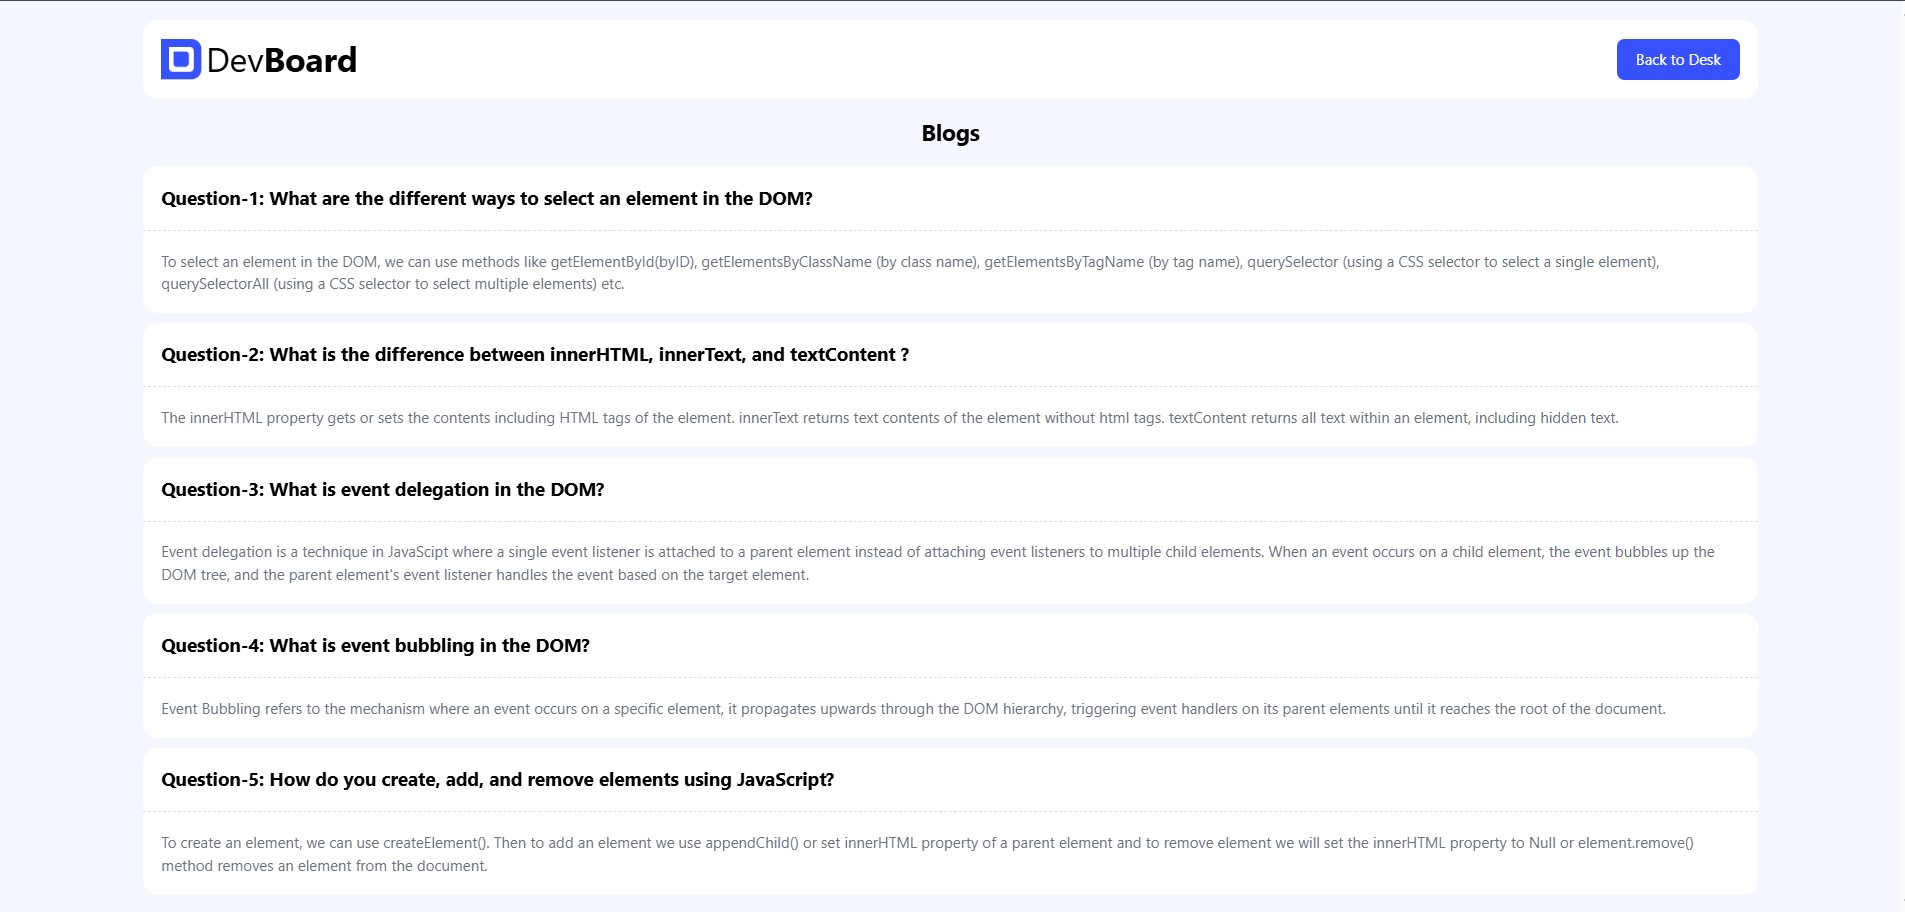 DevBoard
Back to Desk
Blogs
Question-1: What are the different ways to select an element in the DOM?
To select an element in the DOM, we can use methods like getElementById(byID), getElementsByClassName (by class name), getElementsByTagName (by tag name), querySelector (using a CSS selector to select a single element),
querySelectorAll (using a CSS selector to select multiple elements) etc.
Question-2: What is the difference between innerHTML, innerText, and textContent ?
The innerHTML property gets or sets the contents including HTML tags of the element. innerText returns text contents of the element without html tags. textContent returns all text within an element, including hidden text.
Question-3: What is event delegation in the DOM?
Event delegation is a technique in JavaScipt where a single event listener is attached to a parent element instead of attaching event listeners to multiple child elements. When an event occurs on a child element, the event bubbles up the
DOM tree, and the parent element's event listener handles the event based on the target element.
Question-4: What is event bubbling in the DOM?
Event Bubbling refers to the mechanism where an event occurs on a specific element, it propagates upwards through the DOM hierarchy, triggering event handlers on its parent elements until it reaches the root of the document.
Question-5: How do you create, add, and remove elements using JavaScript?
To create an element, we can use createElement(). Then to add an element we use appendChild() or set innerHTML property of a parent element and to remove element we will set the innerHTML property to Null or element.remove()
method removes an element from the document.